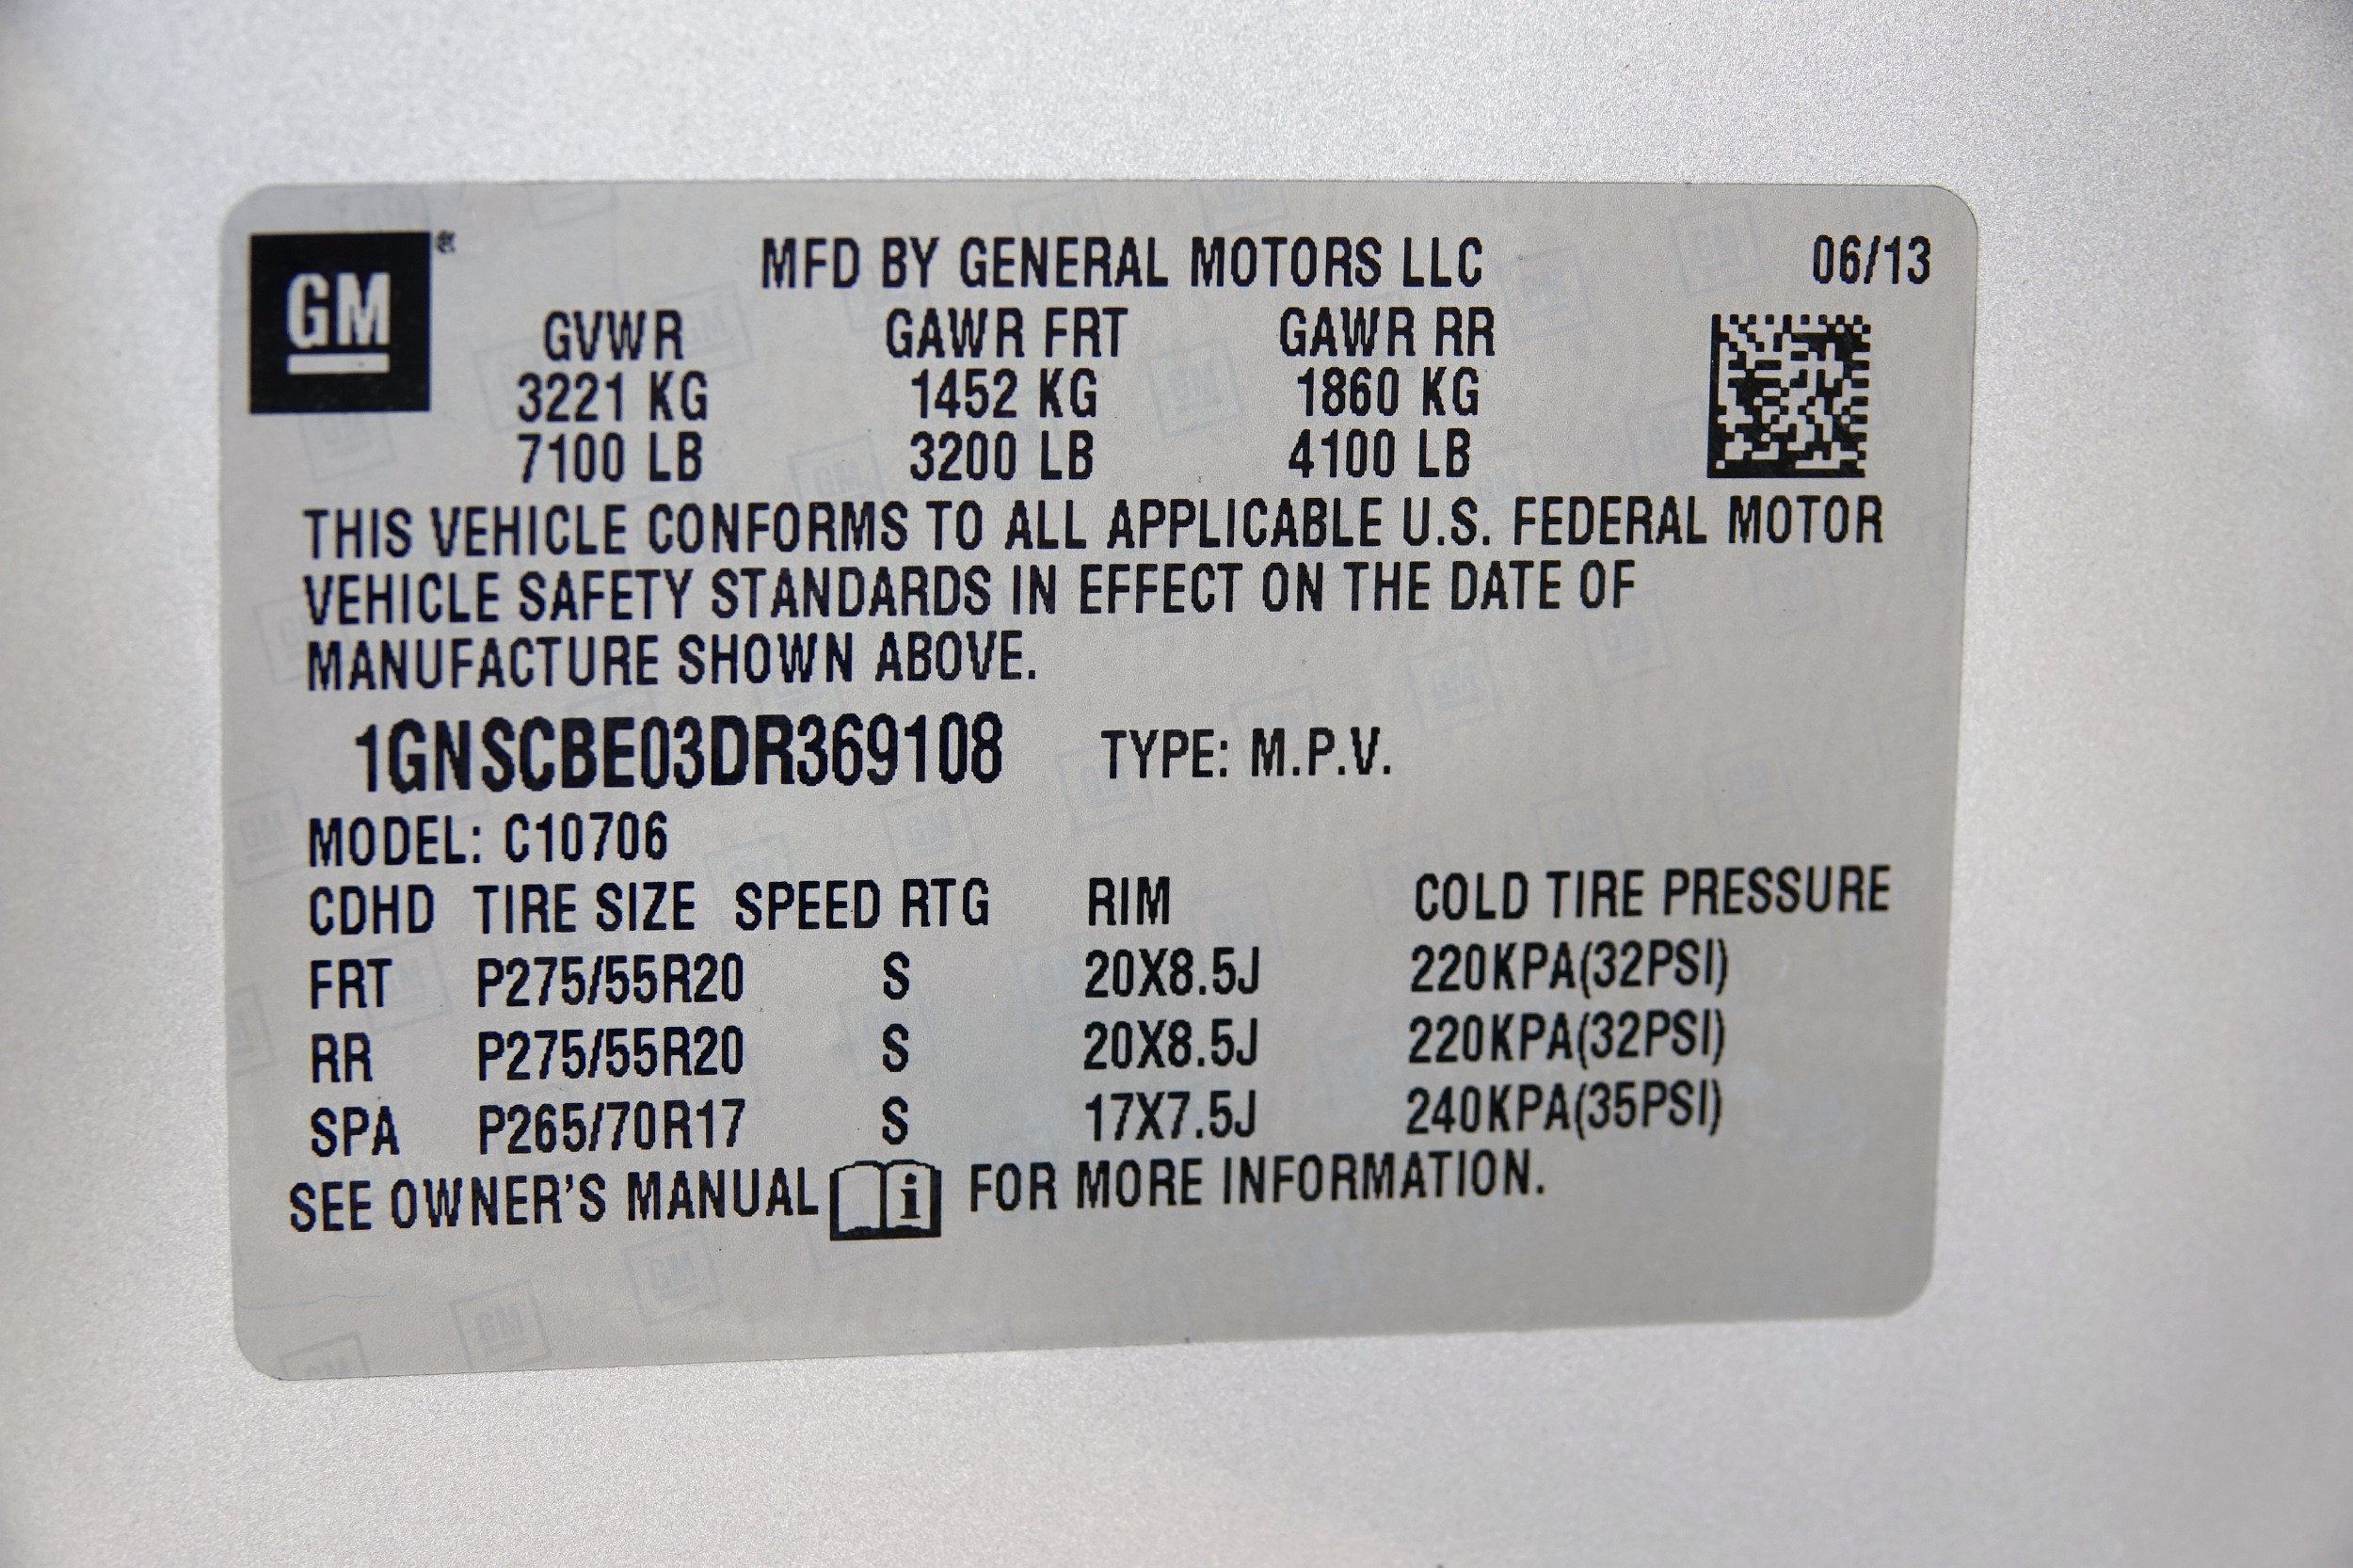 GM ®
MFD BY GENERAL MOTORS LLC 06/13
GVWR GAWR FRT GAWR RR
3221 KG 1452 KG 1860 KG
7100 LB 3200 LB 4100 LB
THIS VEHICLE CONFORMS TO ALL APPLICABLE U.S. FEDERAL MOTOR
VEHICLE SAFETY STANDARDS IN EFFECT ON THE DATE OF
MANUFACTURE SHOWN ABOVE.
1GNSCBE03DR369108 TYPE: M.P.V.
MODEL: C10706
CDHD TIRE SIZE SPEED RTG RIM COLD TIRE PRESSURE
FRT P275/55R20 S 20X8.5J 220KPA(32PSI)
RR P275/55R20 S 20X8.5J 220KPA(32PSI)
SPA P265/70R17 S 17X7.5J 240KPA(35PSI)
SEE OWNER'S MANUAL i FOR MORE INFORMATION.